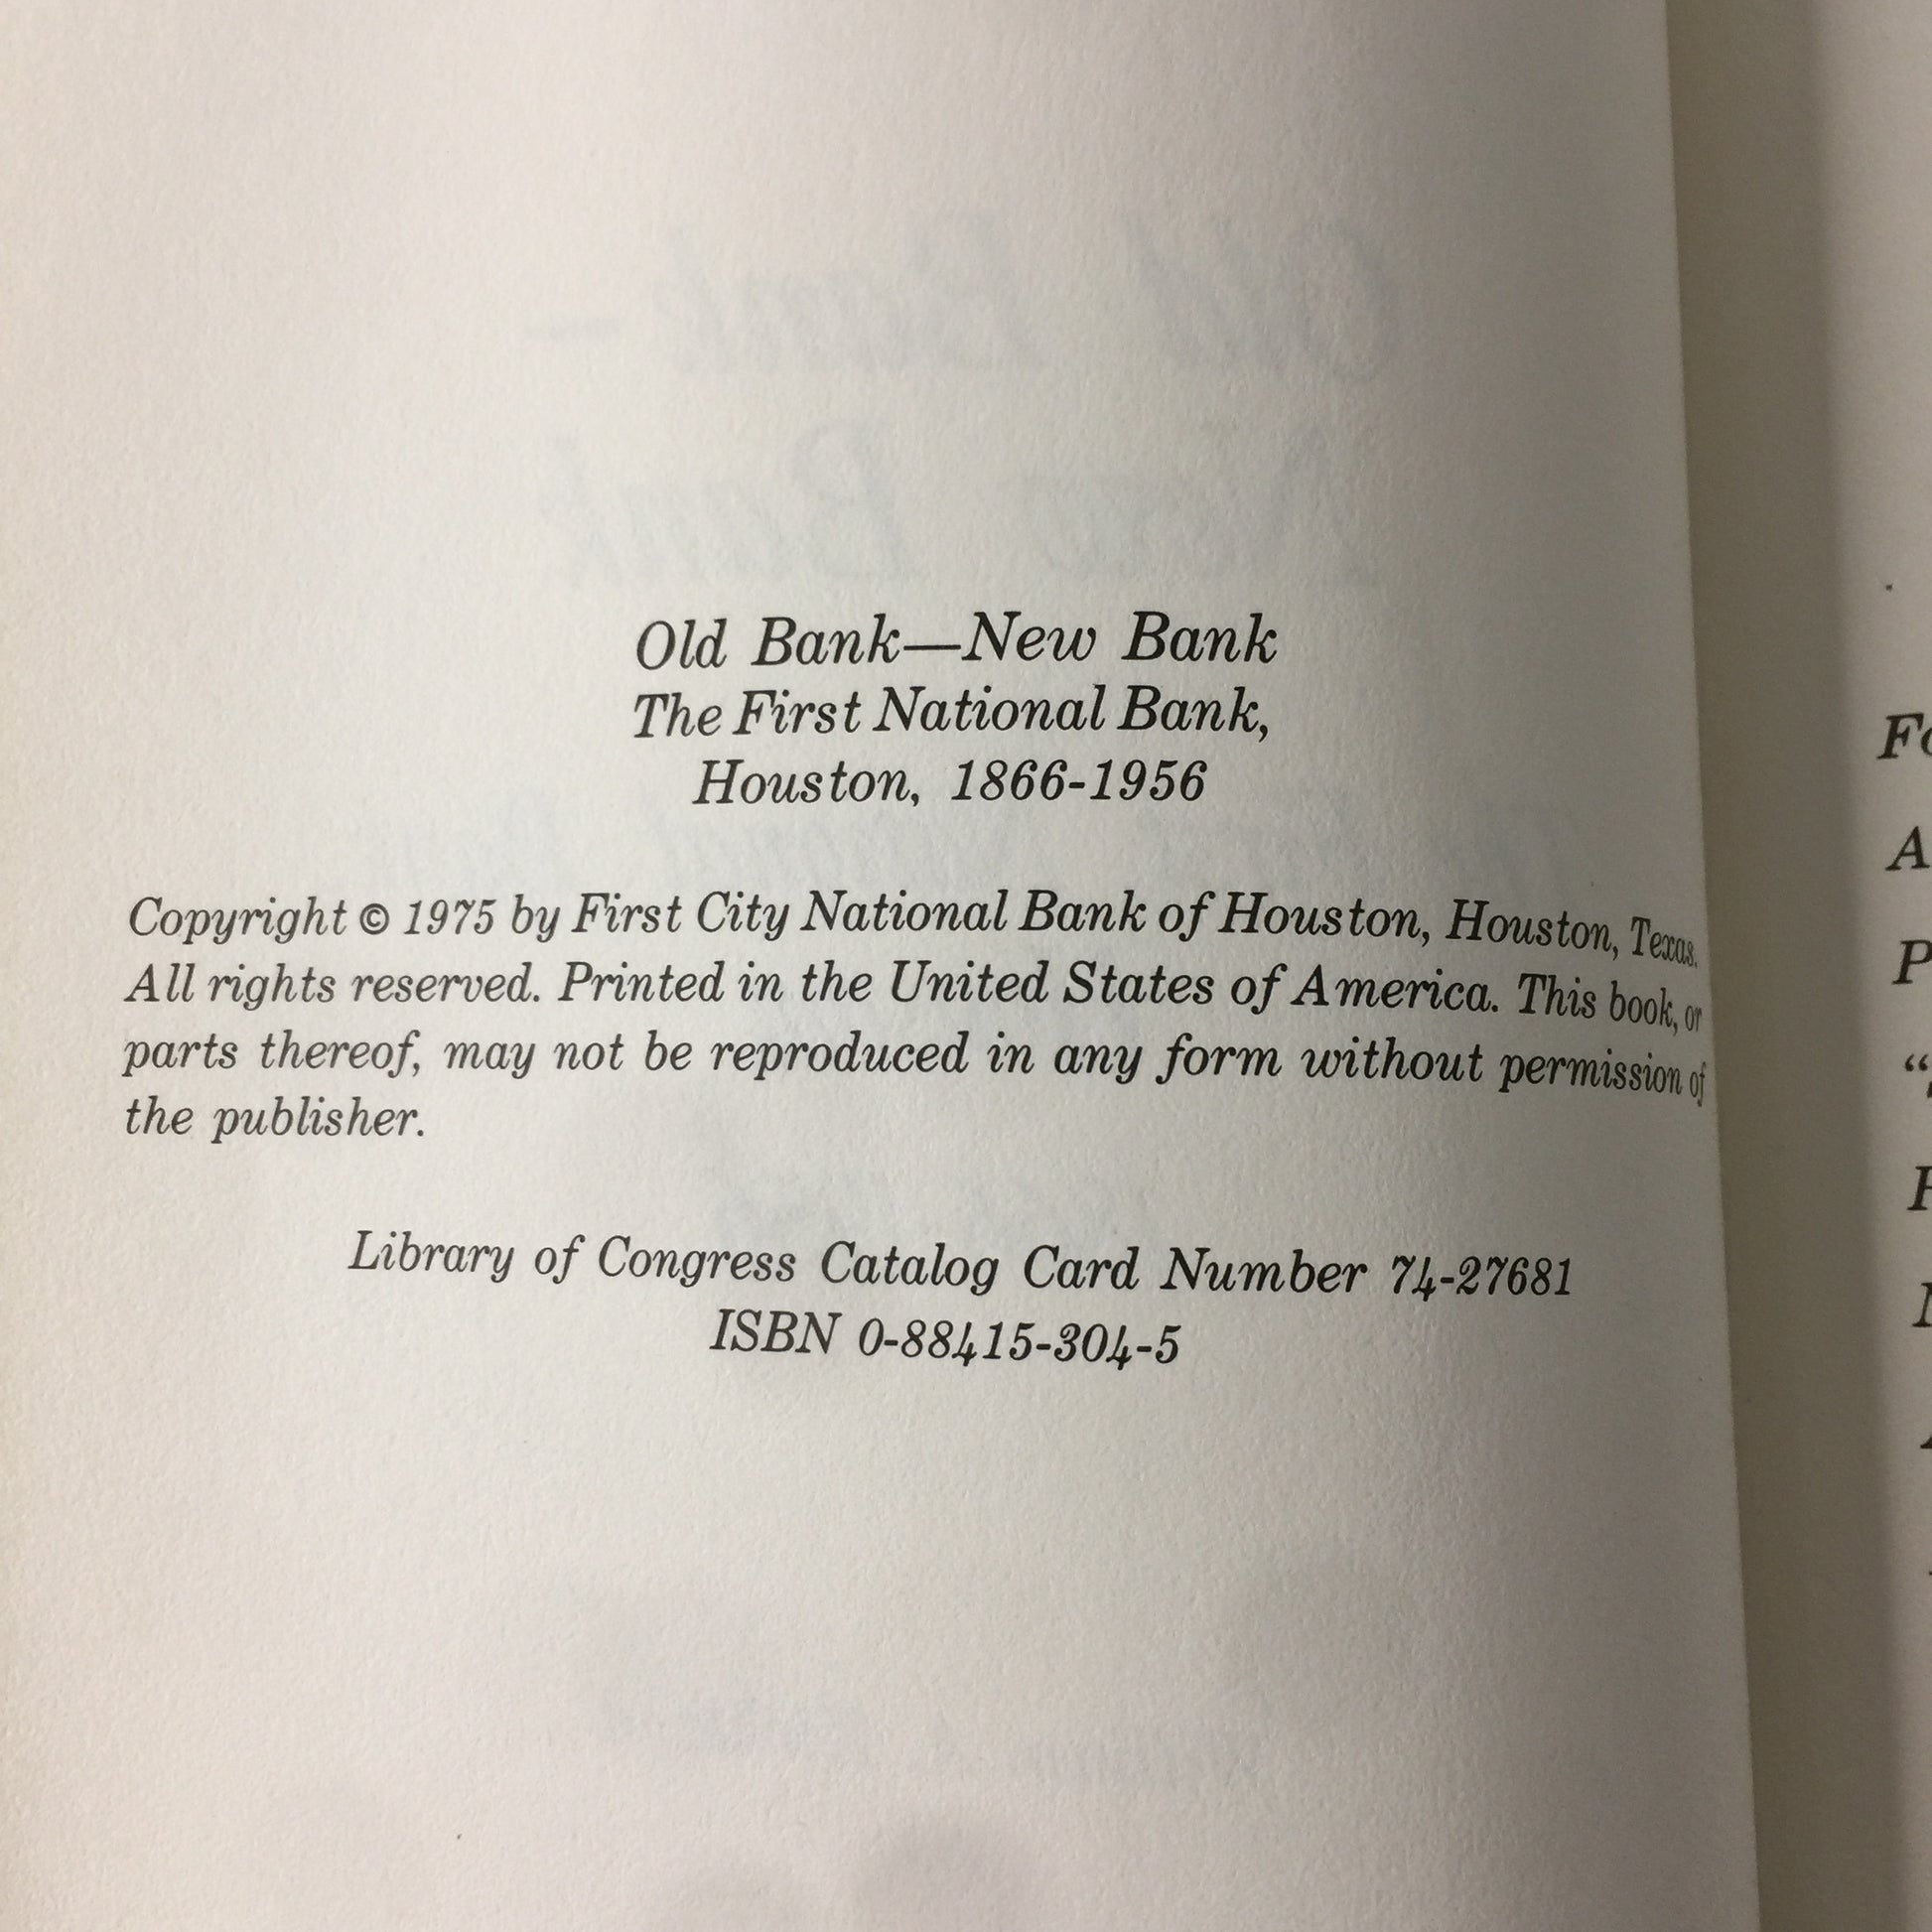 Old Bank—New Bank
The First National Bank,
Houston, 1866-1956
Copyright © 1975 by First City National Bank of Houston, Houston, Texas.
All rights reserved. Printed in the United States of America. This book, or
parts thereof, may not be reproduced in any form without permission of
the publisher.
Library of Congress Catalog Card Number 74-27681
ISBN 0-88415-304-5